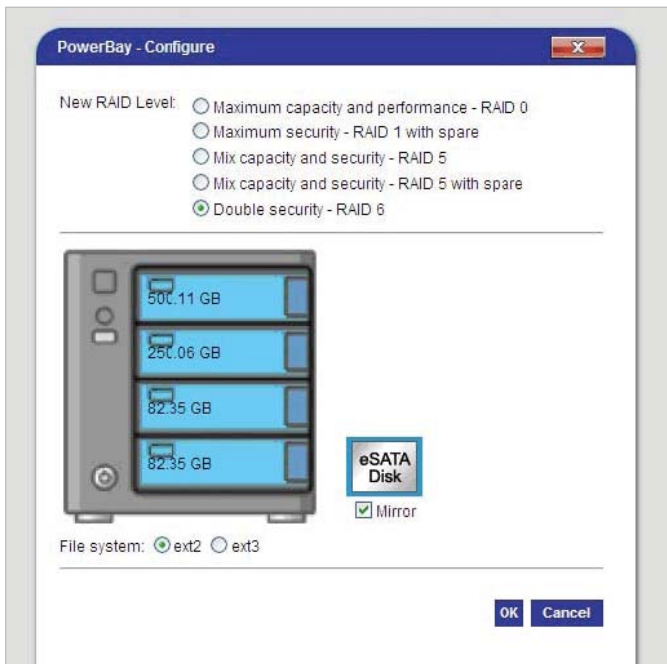 PowerBay - Configure
X
New RAID Level:
Maximum capacity and performance - RAID 0
Maximum security - RAID 1 with spare
Mix capacity and security - RAID 5
Mix capacity and security - RAID 5 with spare
Double security - RAID 6
500.11 GB
250.06 GB
82.35 GB
82.35 GB
eSATA
Disk
Mirror
File system: ext2 ext3
OK Cancel